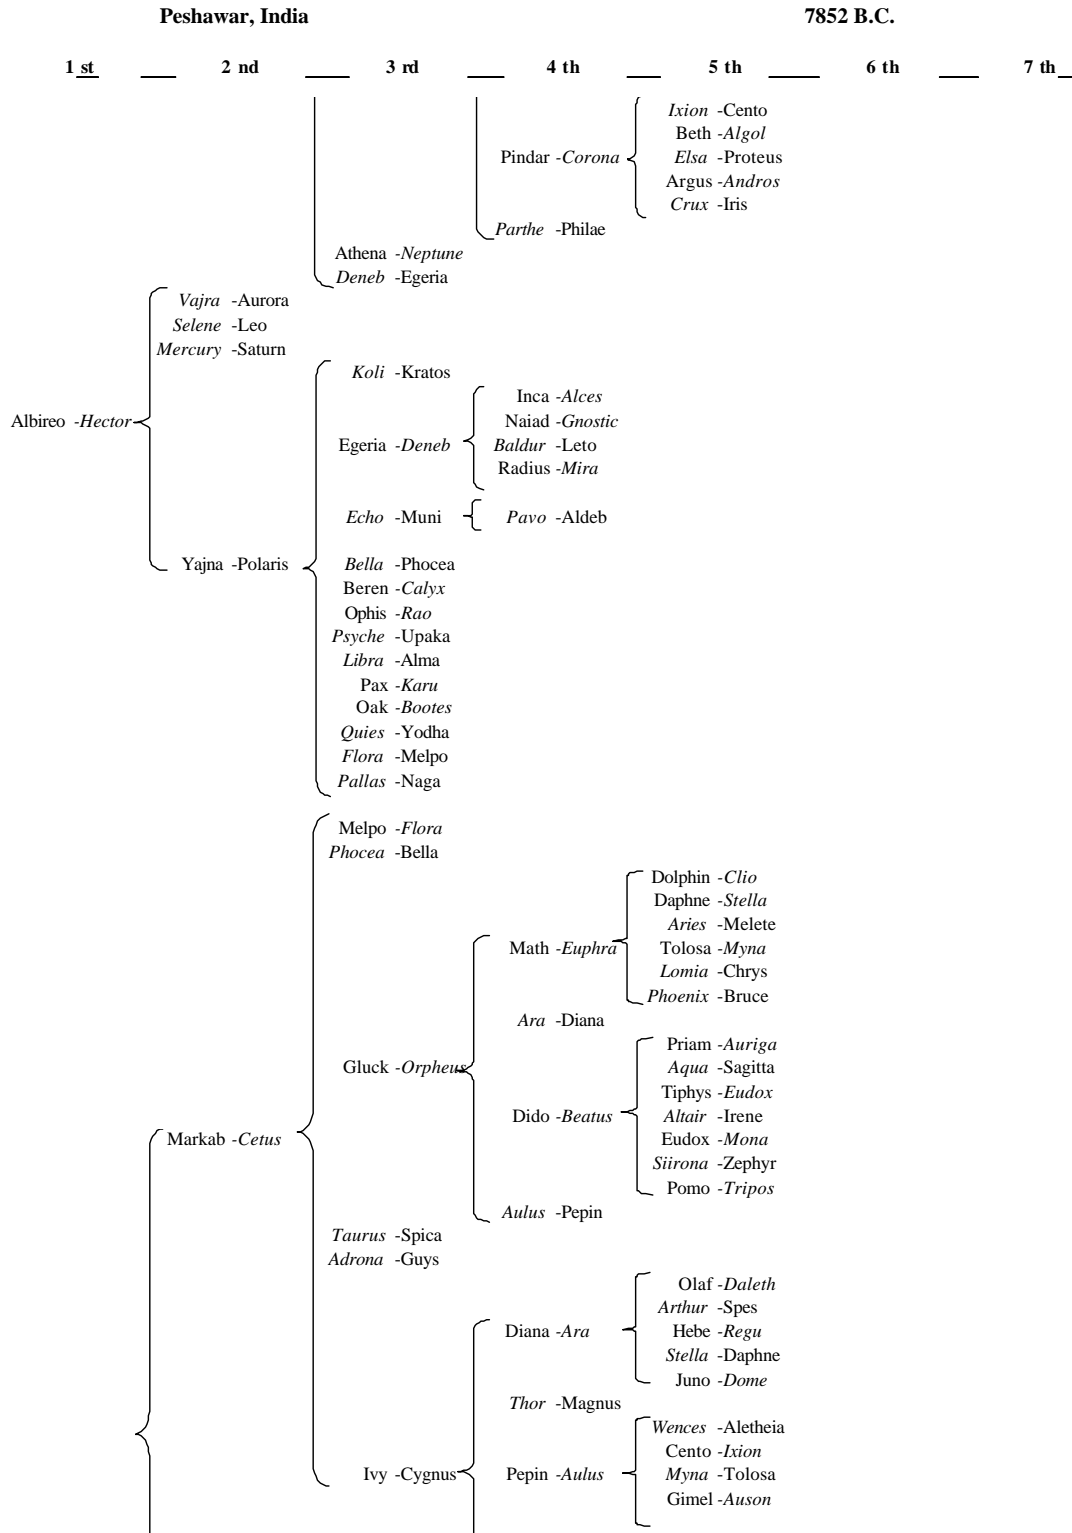 Peshawar, India 7852 B.C.
1 st 2 nd 3 rd 4 th 5 th 6 th 7 th
Ixion -Cento
Beth -Algol
Pindar -Corona Elsa -Proteus
Argus -Andros
Crux -Iris
Parthe -Philae
Athena -Neptune
Deneb -Egeria
Vajra -Aurora
Selene -Leo
Mercury -Saturn
Koli -Kratos
Inca -Alces
Albireo -Hector Naiad -Gnostic
Egeria -Deneb Baldur -Leto
Radius -Mira
Echo -Muni Pavo -Aldeb
Yajna -Polaris Bella -Phocea
Beren -Calyx
Ophis -Rao
Psyche -Upaka
Libra -Alma
Pax -Karu
Oak -Bootes
Quies -Yodha
Flora -Melpo
Pallas -Naga
Melpo -Flora
Phocea -Bella
Dolphin -Clio
Daphne -Stella
Aries -Melete
Math -Euphra Tolosa -Myna
Lomia -Chrys
Phoenix -Bruce
Ara -Diana
Priam -Auriga
Gluck -Orpheus Aqua -Sagitta
Tiphys -Eudox
Dido -Beatus Altair -Irene
Markab -Cetus Eudox -Mona
Siirona -Zephyr
Pomo -Tripos
Aulus -Pepin
Taurus -Spica
Adrona -Guys
Olaf -Daleth
Arthur -Spes
Diana -Ara Hebe -Regu
Stella -Daphne
Juno -Dome
Thor -Magnus
Wences -Aletheia
Cento -Ixion
Ivy -Cygnus Pepin -Aulus Myna -Tolosa
Gimel -Auson